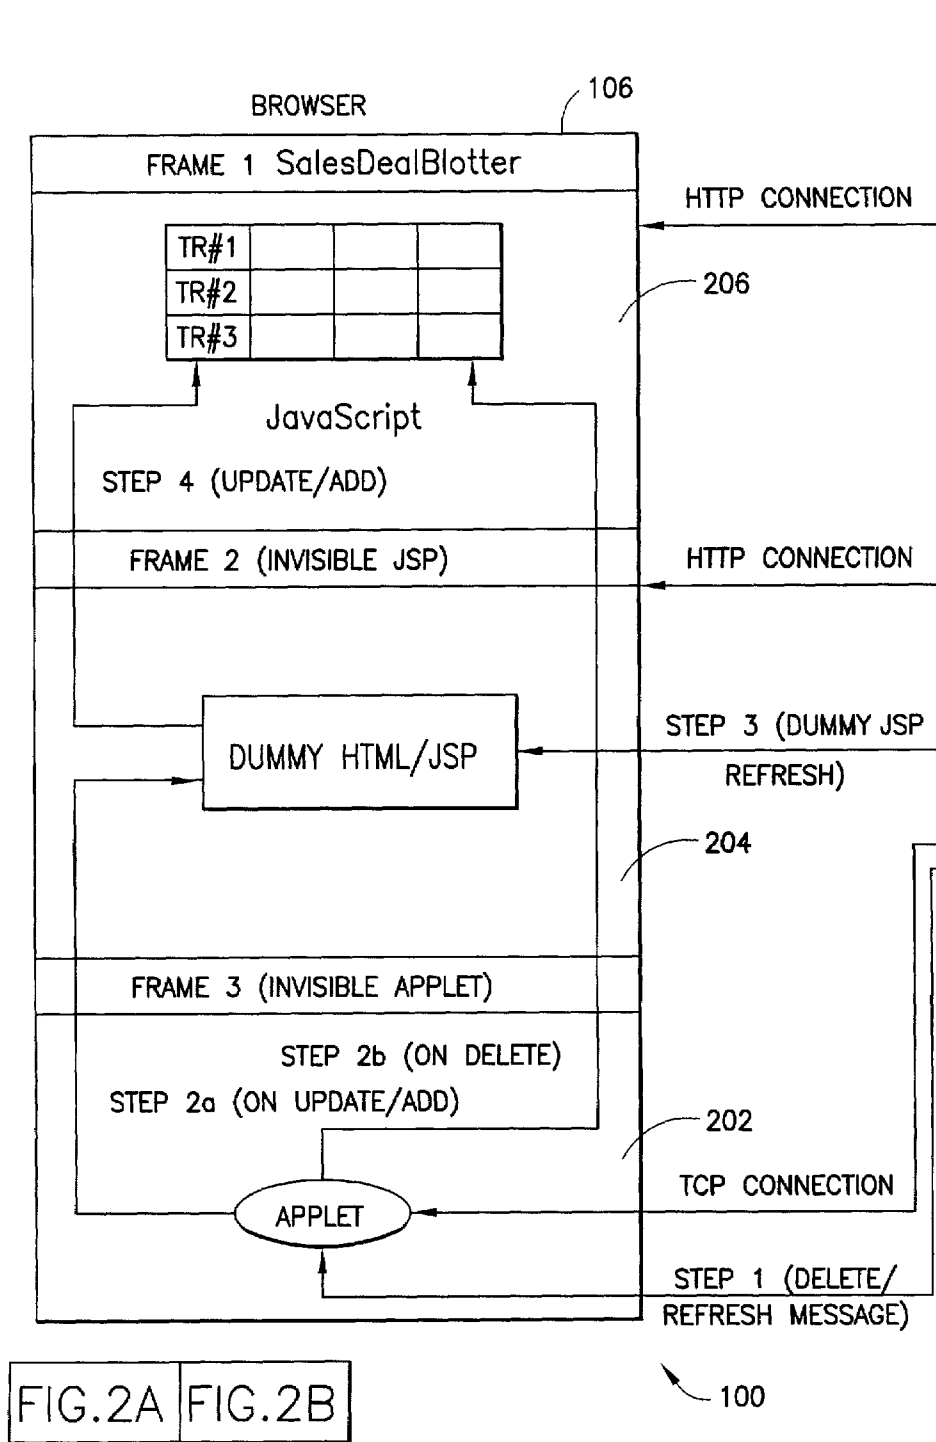 BROWSER
106
FRAME 1 SalesDealBlotter
HTTP CONNECTION
TR#1
TR#2
TR#3
206
JavaScript
STEP 4 (UPDATE/ADD)
FRAME 2 (INVISIBLE JSP)
HTTP CONNECTION
STEP 3 (DUMMY JSP
REFRESH)
DUMMY HTML/JSP
204
FRAME 3 (INVISIBLE APPLET)
STEP 2b (ON DELETE)
STEP 2a (ON UPDATE/ADD)
202
TCP CONNECTION
APPLET
STEP 1 (DELETE/
REFRESH MESSAGE)
100
FIG.2A FIG.2B